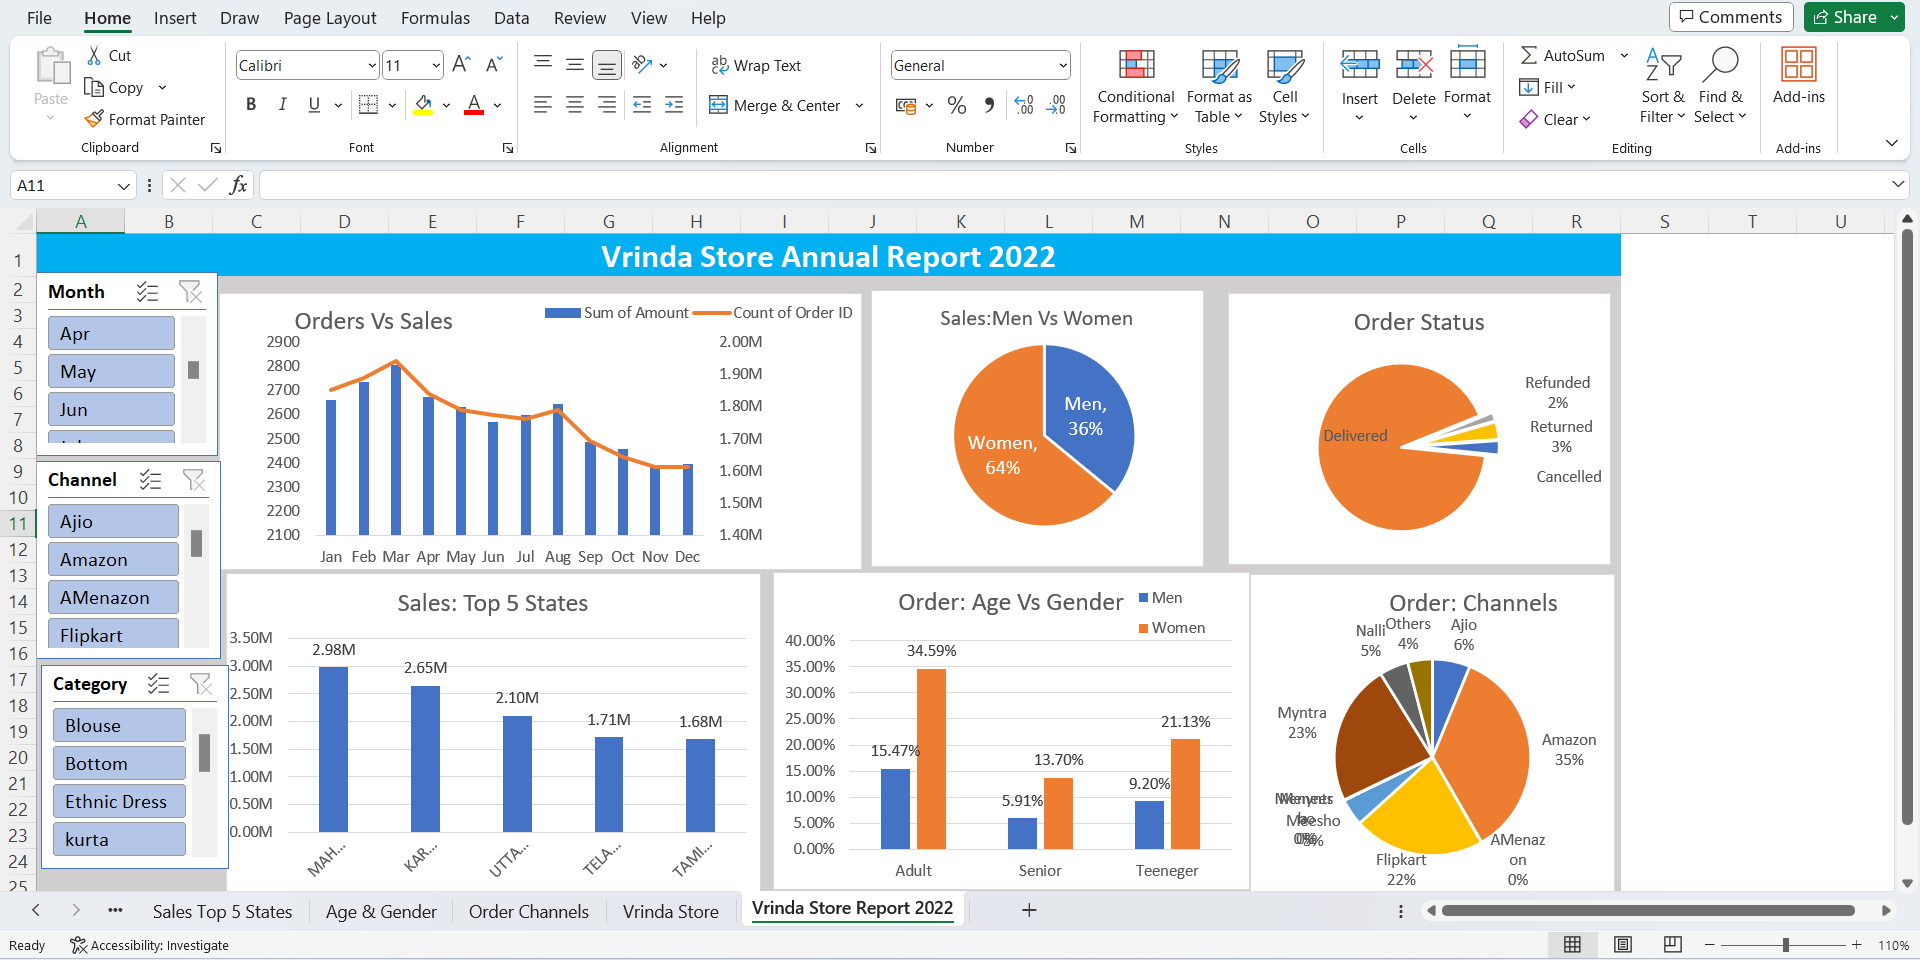 File Home Insert Draw Page Layout Formulas Data Review View Help Comments Share
Paste Cut Copy Format Painter Clipboard
Calibri 11 A A B I U A Font
Wrap Text Merge & Center Alignment
General % Number
Conditional Formatting Format as Table Cell Styles Styles
Insert Delete Format Cells
AutoSum Fill Clear Sort & Filter Find & Select Editing
Add-ins Add-ins
A11 fx
A B C D E F G H I J K L M N O P Q R S T U
1
2
3
4
5
6
7
8
9
10
11
12
13
14
15
16
17
18
19
20
21
22
23
24
25
Vrinda Store Annual Report 2022
Month
Apr
May
Jun
Channel
Ajio
Amazon
AMenazon
Flipkart
Category
Blouse
Bottom
Ethnic Dress
kurta
Orders Vs Sales
Sum of Amount Count of Order ID
2900 2.00M
2800 1.90M
2700 1.80M
2600 1.70M
2500 1.60M
2400 1.50M
2300 1.40M
2200
2100
Jan Feb Mar Apr May Jun Jul Aug Sep Oct Nov Dec
Sales:Men Vs Women
Men,
36%
Women,
64%
Order Status
Refunded
2%
Returned
3%
Delivered
Cancelled
Sales: Top 5 States
3.50M
3.00M
2.50M
2.00M
1.50M
1.00M
0.50M
0.00M
2.98M
2.65M
2.10M
1.71M
1.68M
MAH...
KAR...
UTTA...
TELA...
TAMI...
Order: Age Vs Gender
Men
Women
40.00%
35.00%
30.00%
25.00%
20.00%
15.00%
10.00%
5.00%
0.00%
15.47% 34.59%
5.91% 13.70%
9.20% 21.13%
Adult Senior Teeneger
Order: Channels
Nalli
5%
Others
4%
Ajio
6%
Myntra
23%
Amazon
35%
Meesho
5%
Flipkart
22%
AMenaz
on
0%
Sales Top 5 States Age & Gender Order Channels Vrinda Store Vrinda Store Report 2022
Ready Accessibility: Investigate 110%